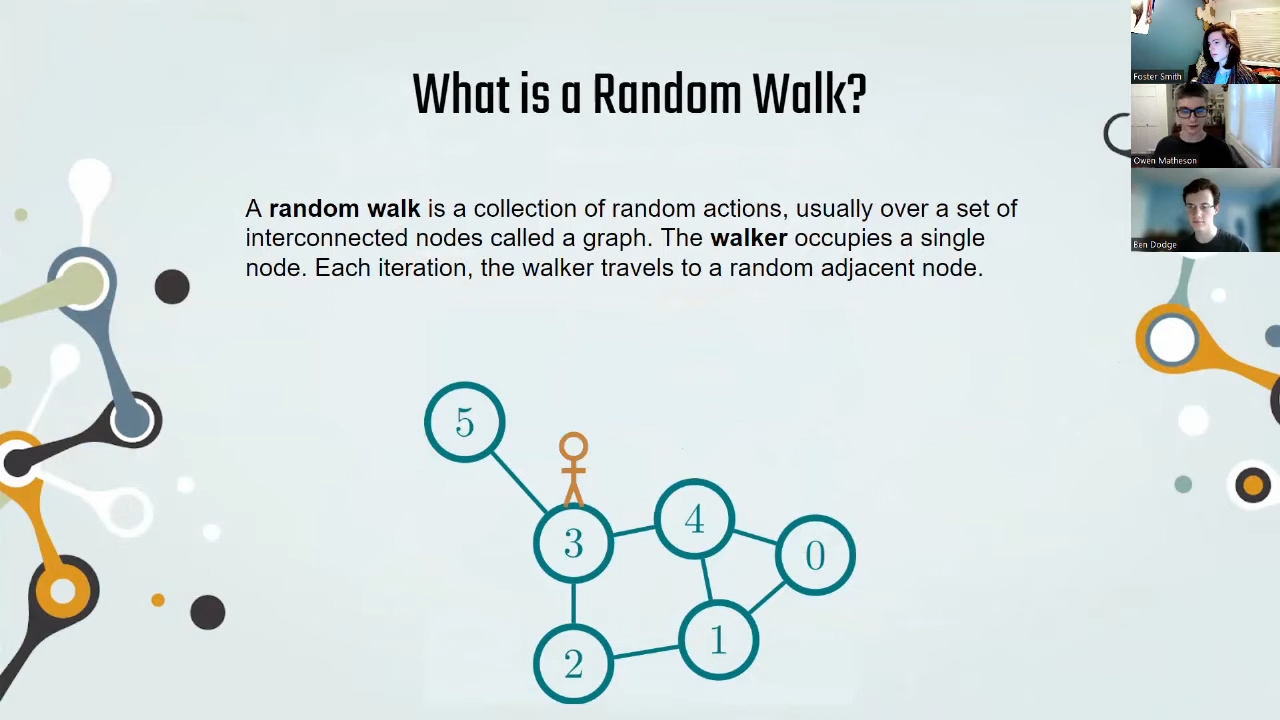 What is a Random Walk?
A random walk is a collection of random actions, usually over a set of
interconnected nodes called a graph. The walker occupies a single
node. Each iteration, the walker travels to a random adjacent node.
5
3
4
0
1
2
Foster Smith
Owen Matheson
Ben Dodge